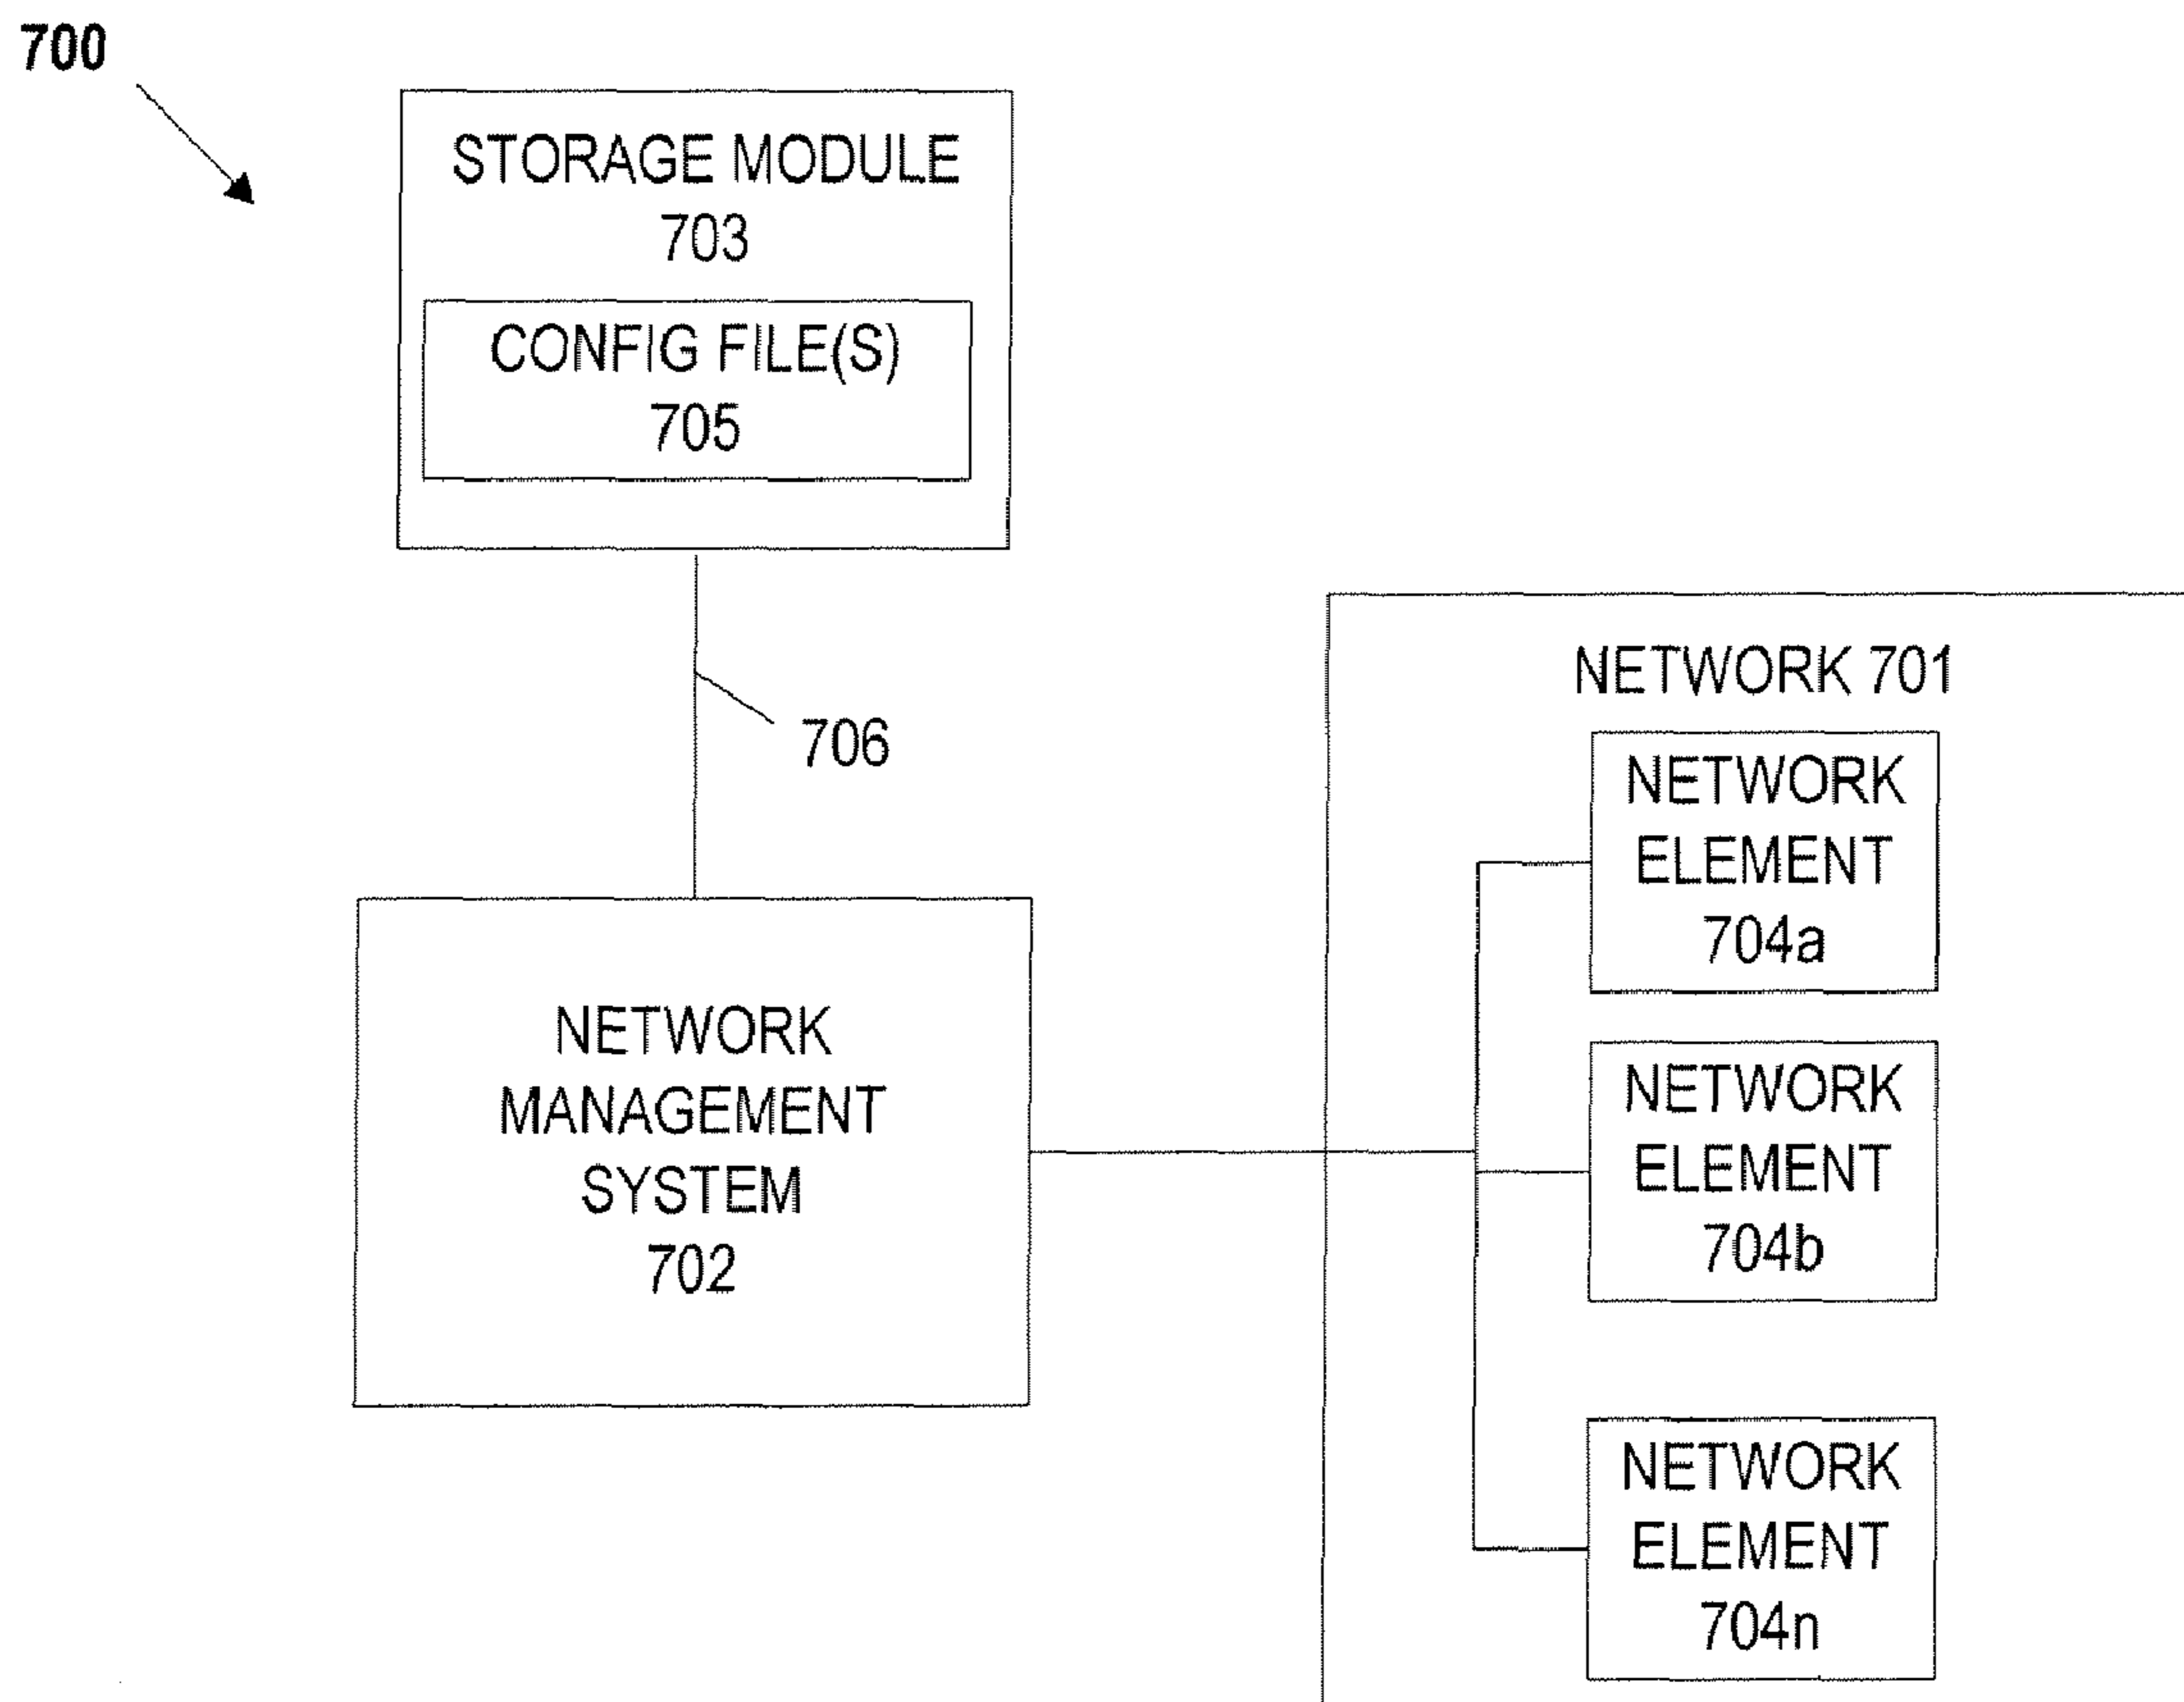 700
STORAGE MODULE
703
CONFIG FILE(S)
705
706
NETWORK 701
NETWORK
ELEMENT
704a
NETWORK
MANAGEMENT
SYSTEM
702
NETWORK
ELEMENT
704b
NETWORK
ELEMENT
704n